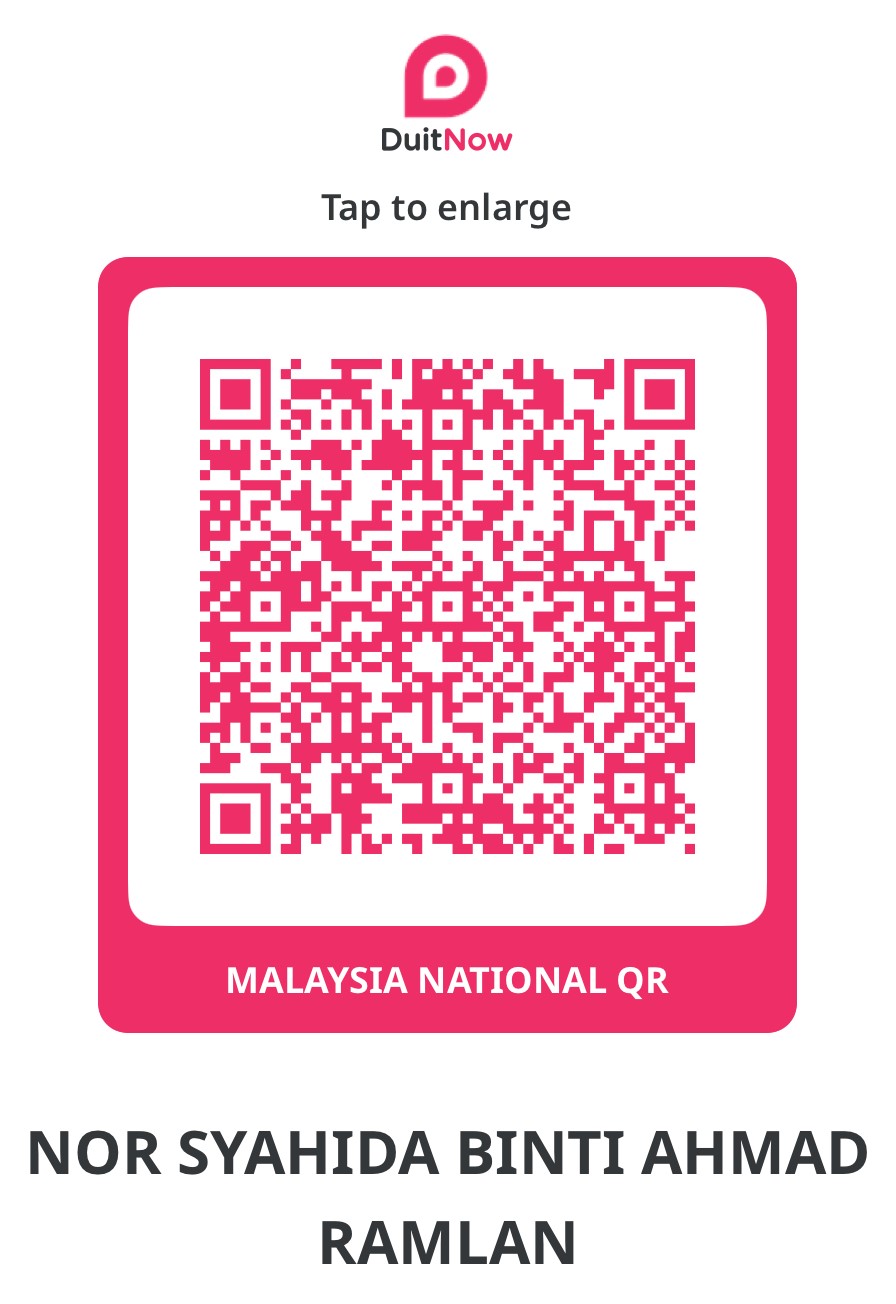 DuitNow
Tap to enlarge
MALAYSIA NATIONAL QR
NOR SYAHIDA BINTI AHMAD
RAMLAN